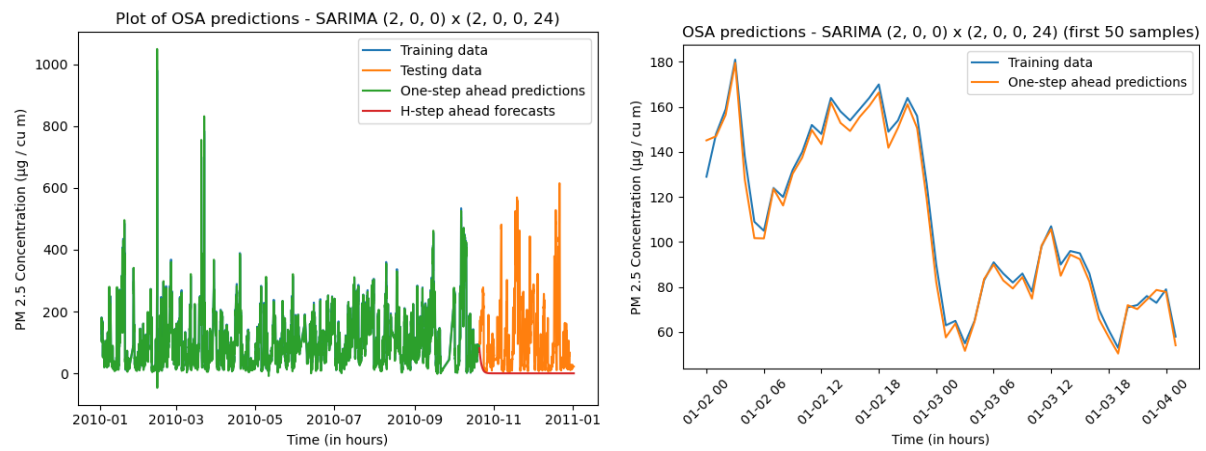 Plot of OSA predictions - SARIMA (2, 0, 0) x (2, 0, 0, 24)
PM 2.5 Concentration (μg / cu m)
1000
800
600
400
200
0
Training data
Testing data
One-step ahead predictions
H-step ahead forecasts
2010-01
2010-03
2010-05
2010-07
2010-09
2010-11
2011-01
Time (in hours)
OSA predictions - SARIMA (2, 0, 0) x (2, 0, 0, 24) (first 50 samples)
PM 2.5 Concentration (μg / cu m)
180
160
140
120
100
80
60
Training data
One-step ahead predictions
01-02 00
01-02 06
01-02 12
01-02 18
01-03 00
01-03 06
01-03 12
01-03 18
01-04 00
Time (in hours)